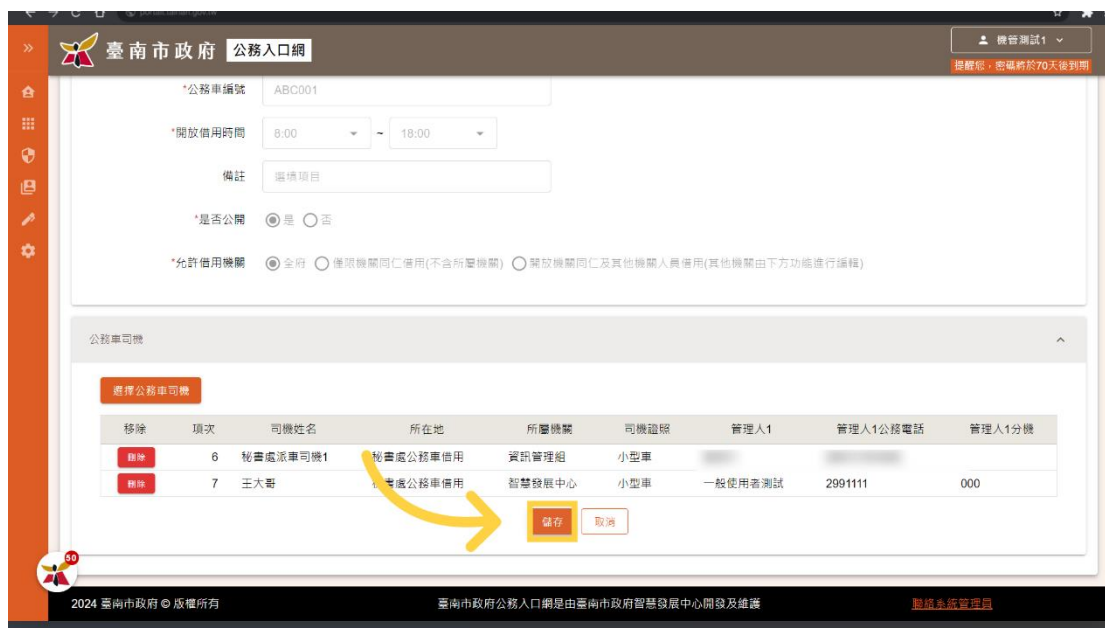 臺南市政府 公務入口網
機管測試1
提醒您，密碼將於70天後到期
*公務車編號 ABC001
*開放借用時間 8:00 ~ 18:00
備註 選填項目
*是否公開 是 否
*允許借用機關 全府 僅限機關同仁借用(不含所屬機關) 開放機關同仁及其他機關人員借用(其他機關由下方功能進行編輯)
公務車司機
選擇公務車司機
移除 項次 司機姓名 所在地 所屬機關 司機證照 管理人1 管理人1公務電話 管理人1分機
刪除 6 秘書處派車司機1 秘書處公務車借用 資訊管理組 小型車
刪除 7 王大哥 書處公務車借用 智慧發展中心 小型車 一般使用者測試 2991111 000
儲存 取消
50
2024 臺南市政府 © 版權所有 臺南市政府公務入口網是由臺南市政府智慧發展中心開發及維護 聯絡系統管理員